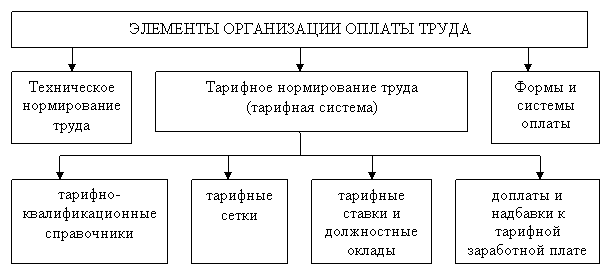 ЭЛЕМЕНТЫ ОРГАНИЗАЦИИ ОПЛАТЫ ТРУДА
Техническое
нормирование
труда
Тарифное нормирование труда
(тарифная система)
Формы и
системы
оплаты
тарифно-
квалификационные
справочники
тарифные
сетки
тарифные
ставки и
должностные
оклады
доплаты и
надбавки к
тарифной
заработной плате